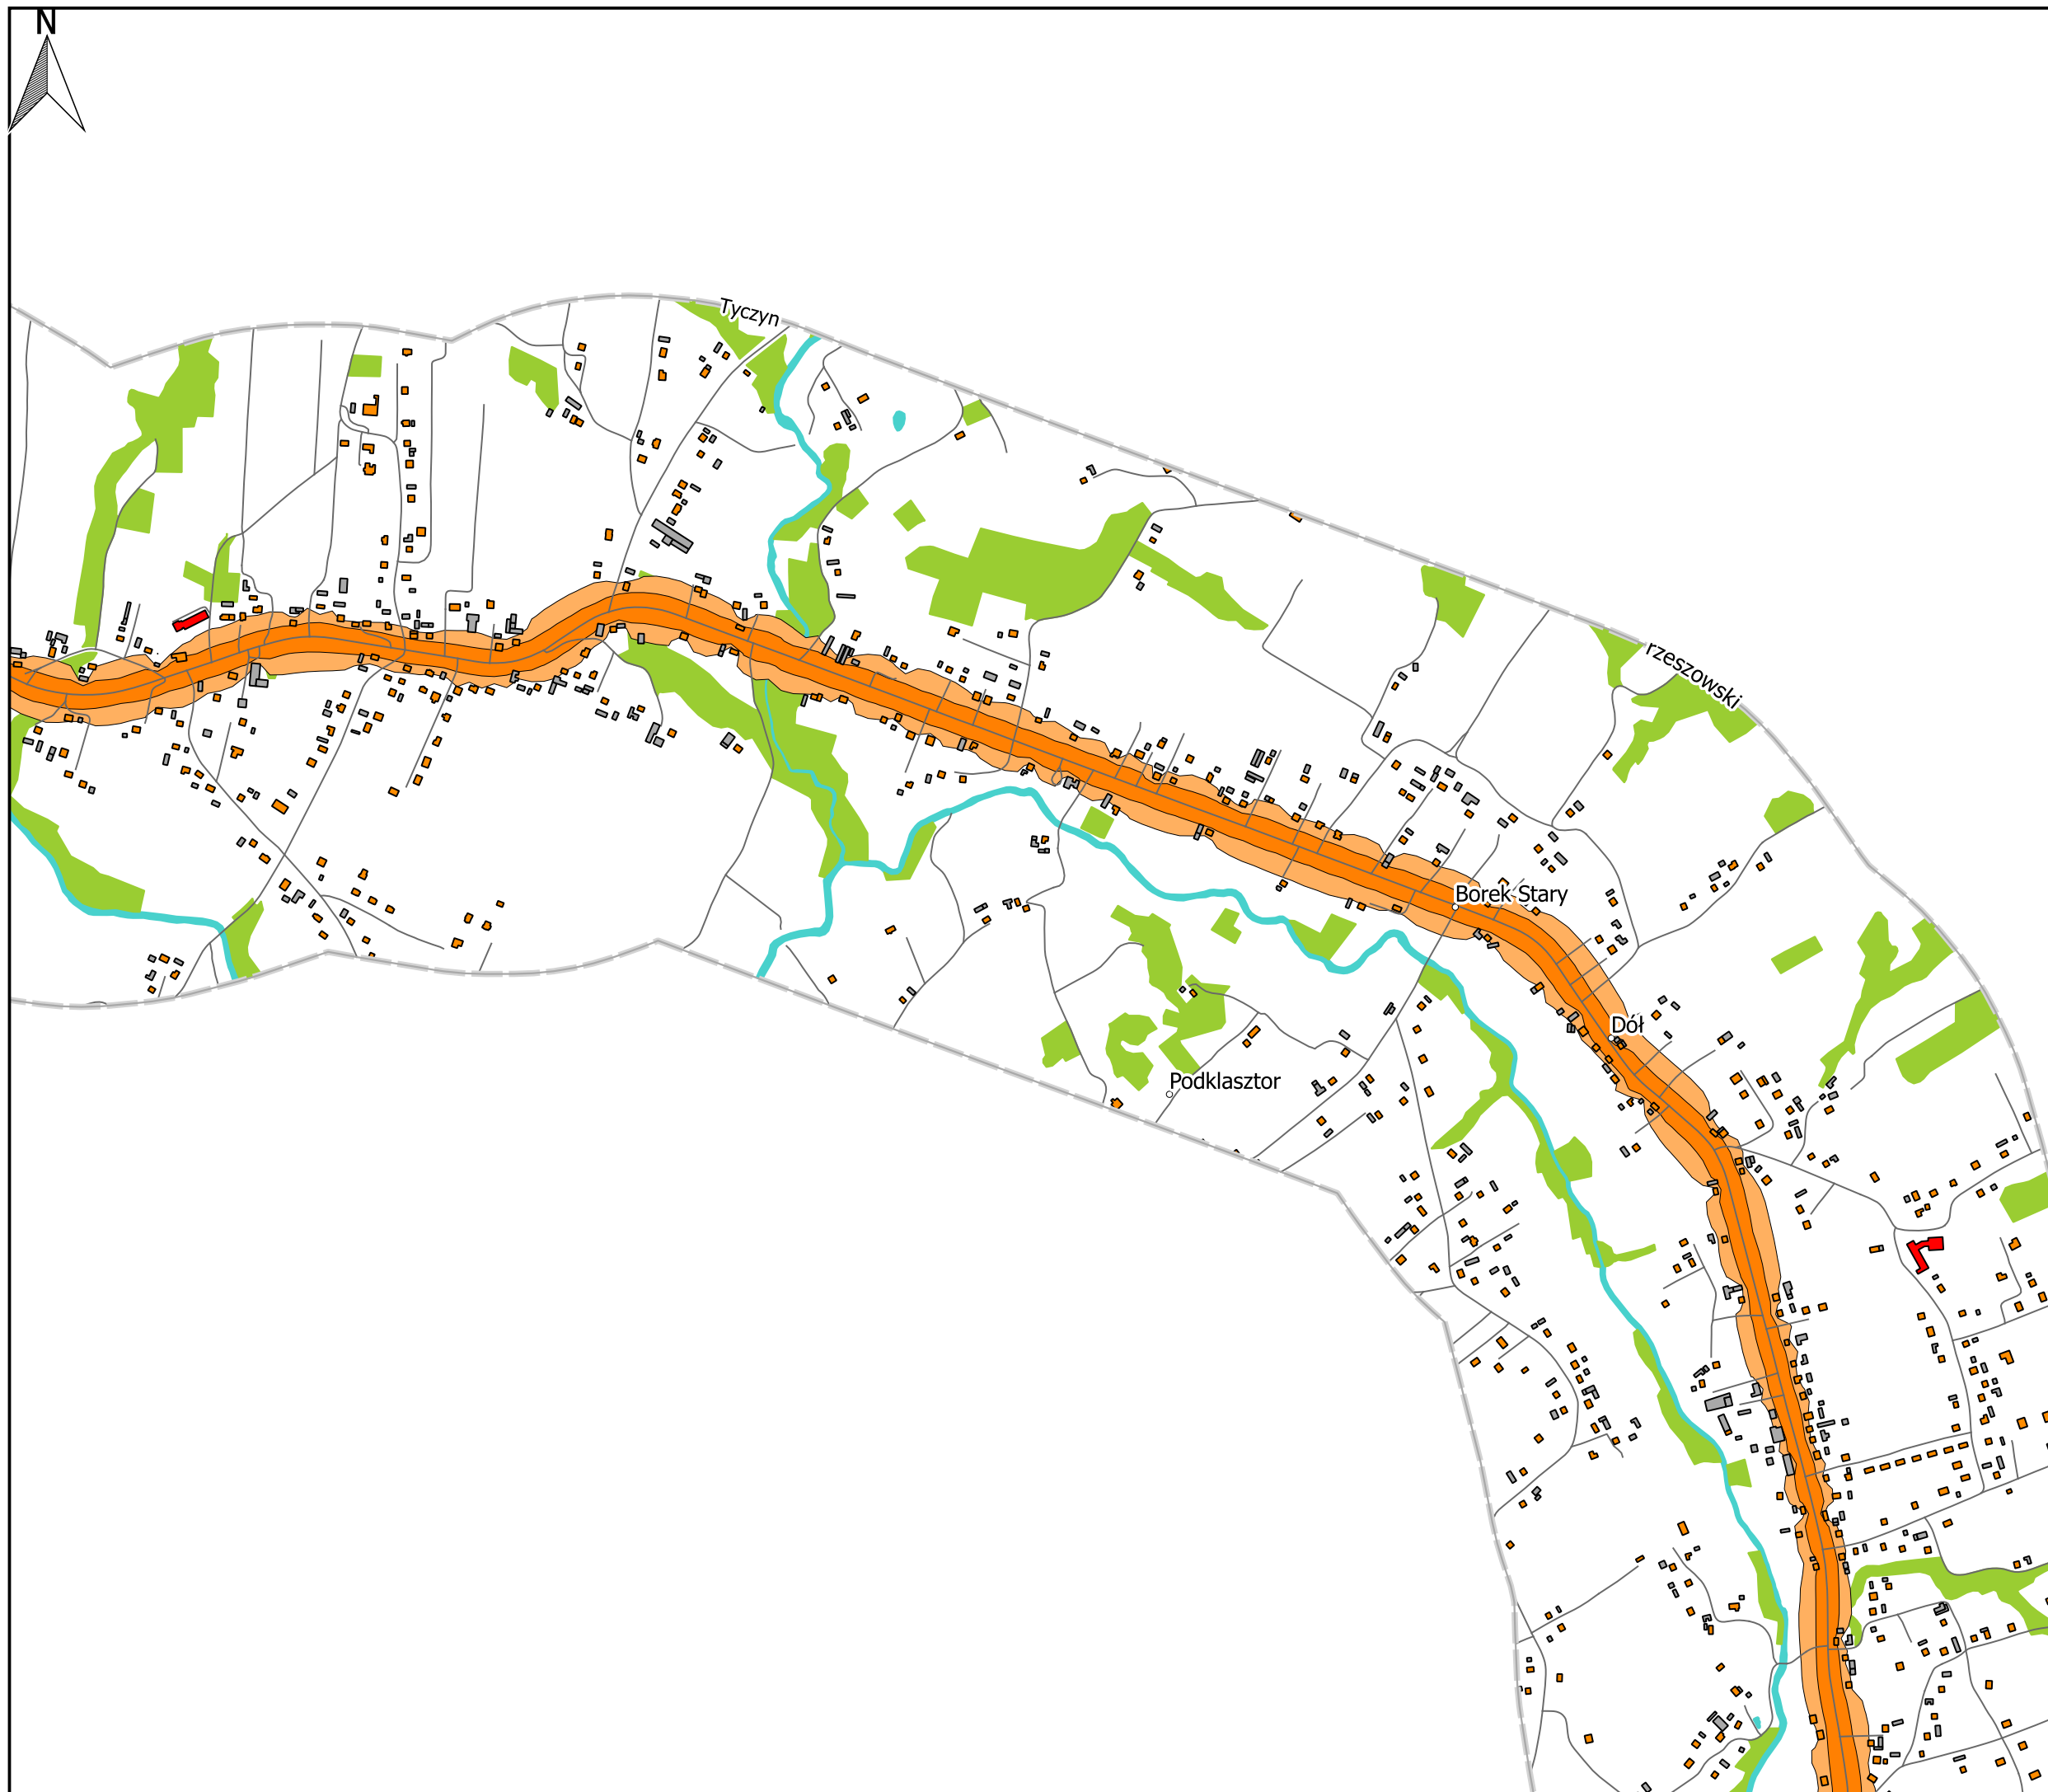 N
Tyczyn
rzeszowski
Borek Stary
Dół
Podklasztor